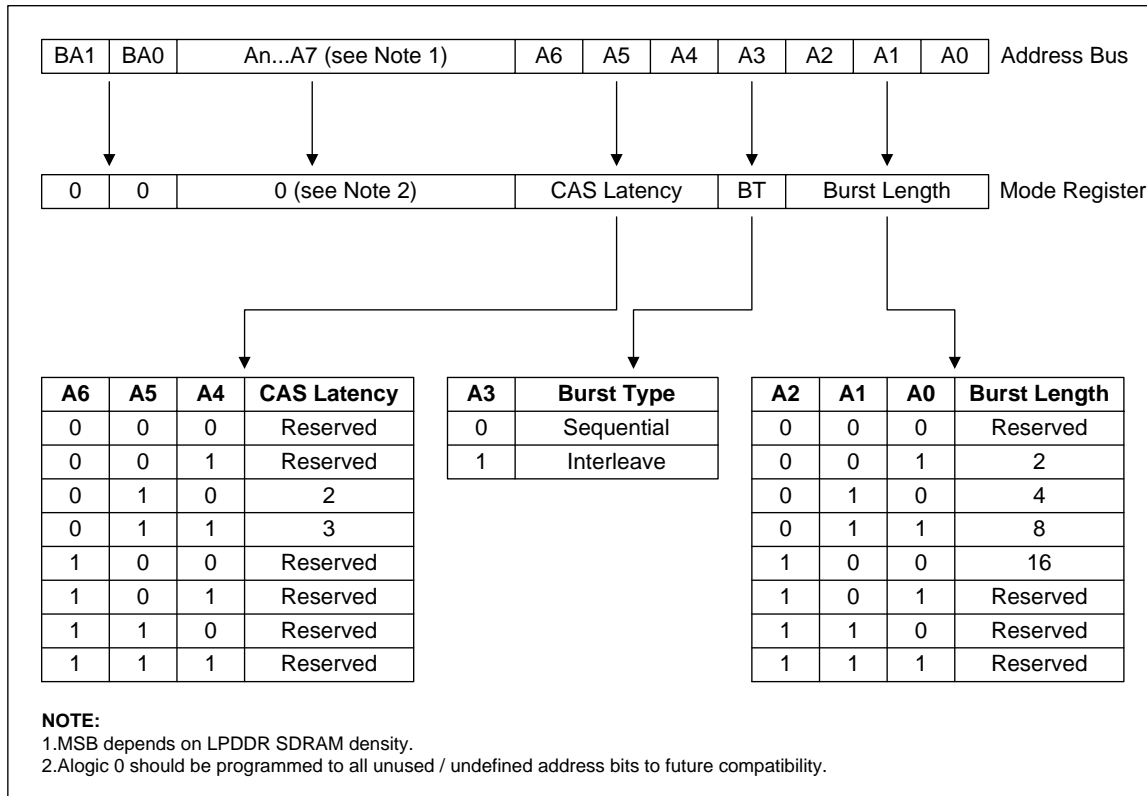 BA1 BA0 An...A7 (see Note 1) A6 A5 A4 A3 A2 A1 A0 Address Bus
0 0 0 (see Note 2) CAS Latency BT Burst Length Mode Register
A6 A5 A4 CAS Latency
0 0 0 Reserved
0 0 1 Reserved
0 1 0 2
0 1 1 3
1 0 0 Reserved
1 0 1 Reserved
1 1 0 Reserved
1 1 1 Reserved
A3 Burst Type
0 Sequential
1 Interleave
A2 A1 A0 Burst Length
0 0 0 Reserved
0 0 1 2
0 1 0 4
0 1 1 8
1 0 0 16
1 0 1 Reserved
1 1 0 Reserved
1 1 1 Reserved
NOTE:
1.MSB depends on LPDDR SDRAM density.
2.Alogic 0 should be programmed to all unused / undefined address bits to future compatibility.